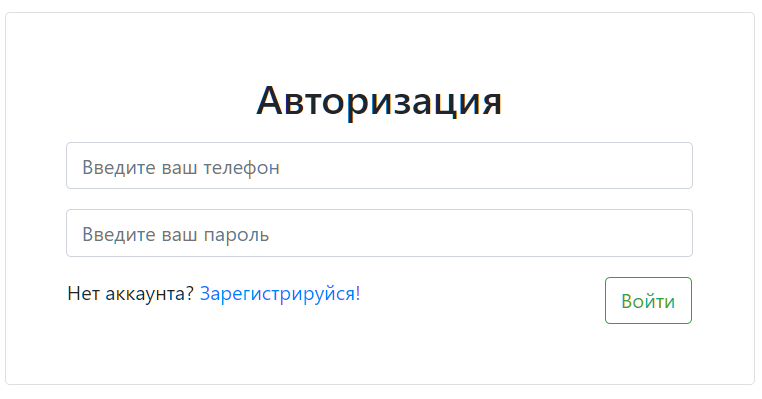 Авторизация
Введите ваш телефон
Введите ваш пароль
Нет аккаунта? Зарегистрируйся! Войти